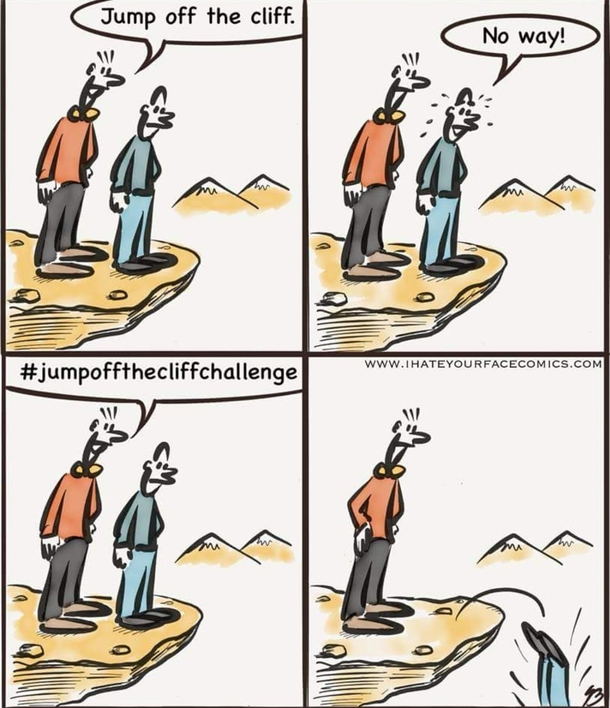 Jump off the cliff.
No way!
#jumpoffthecliffchallenge
WWW.IHATEYOURFACECOMICS.COM